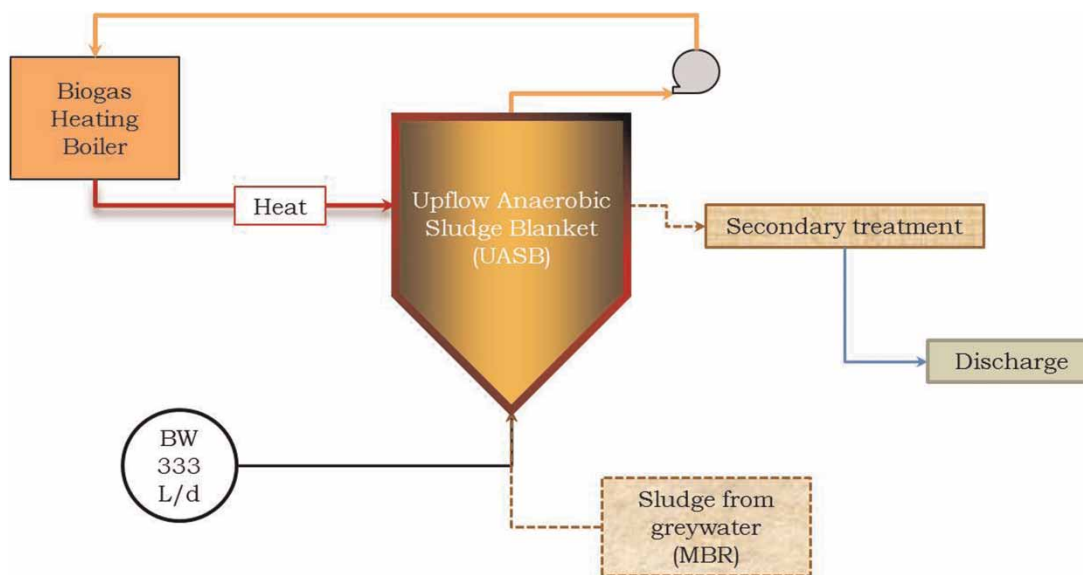 Biogas
Heating
Boiler
Heat
Upflow Anaerobic
Sludge Blanket
(UASB)
Secondary treatment
Discharge
BW
333
L/d
Sludge from
greywater
(MBR)